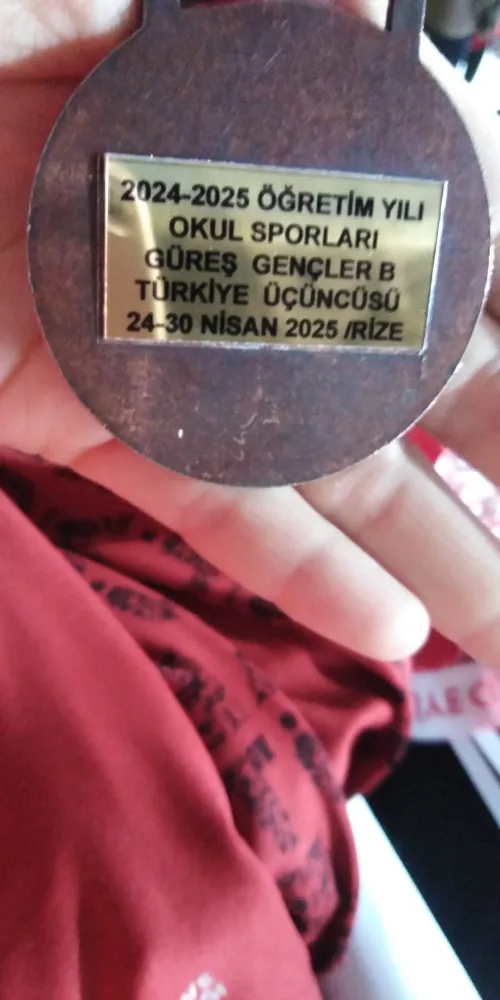 2024-2025 ÖĞRETİM YILI
OKUL SPORLARI
GÜREŞ GENÇLER B
TÜRKİYE ÜÇÜNCÜSÜ
24-30 NİSAN 2025 /RİZE